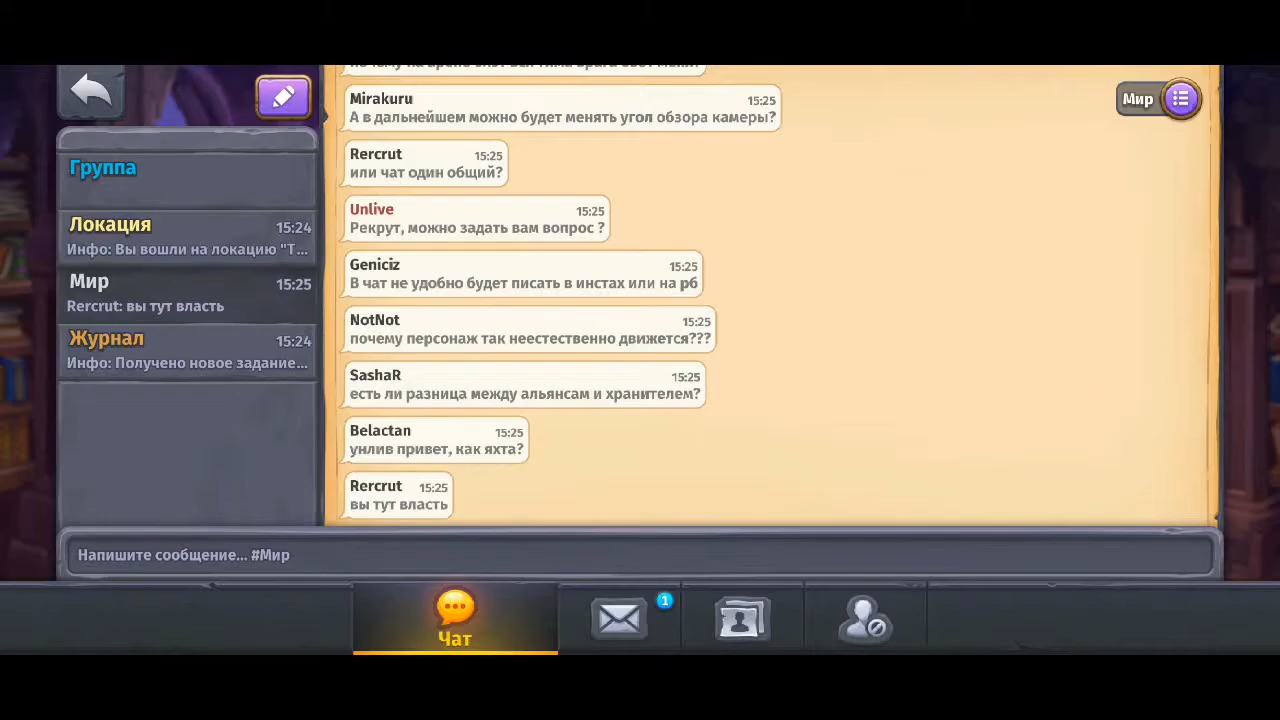 Группа
Локация 15:24
Инфо: Вы вошли на локацию "Т...
Мир 15:25
Rercrut: вы тут власть
Журнал 15:24
Инфо: Получено новое задание...
Мир
Mirakuru 15:25
А в дальнейшем можно будет менять угол обзора камеры?
Rercrut 15:25
или чат один общий?
Unlive 15:25
Рекрут, можно задать вам вопрос ?
Geniciz 15:25
В чат не удобно будет писать в инстах или на рб
NotNot 15:25
почему персонаж так неестественно движется???
SashaR 15:25
есть ли разница между альянсам и хранителем?
Belactan 15:25
унлив привет, как яхта?
Rercrut 15:25
вы тут власть
Напишите сообщение... #Мир
Чат
1